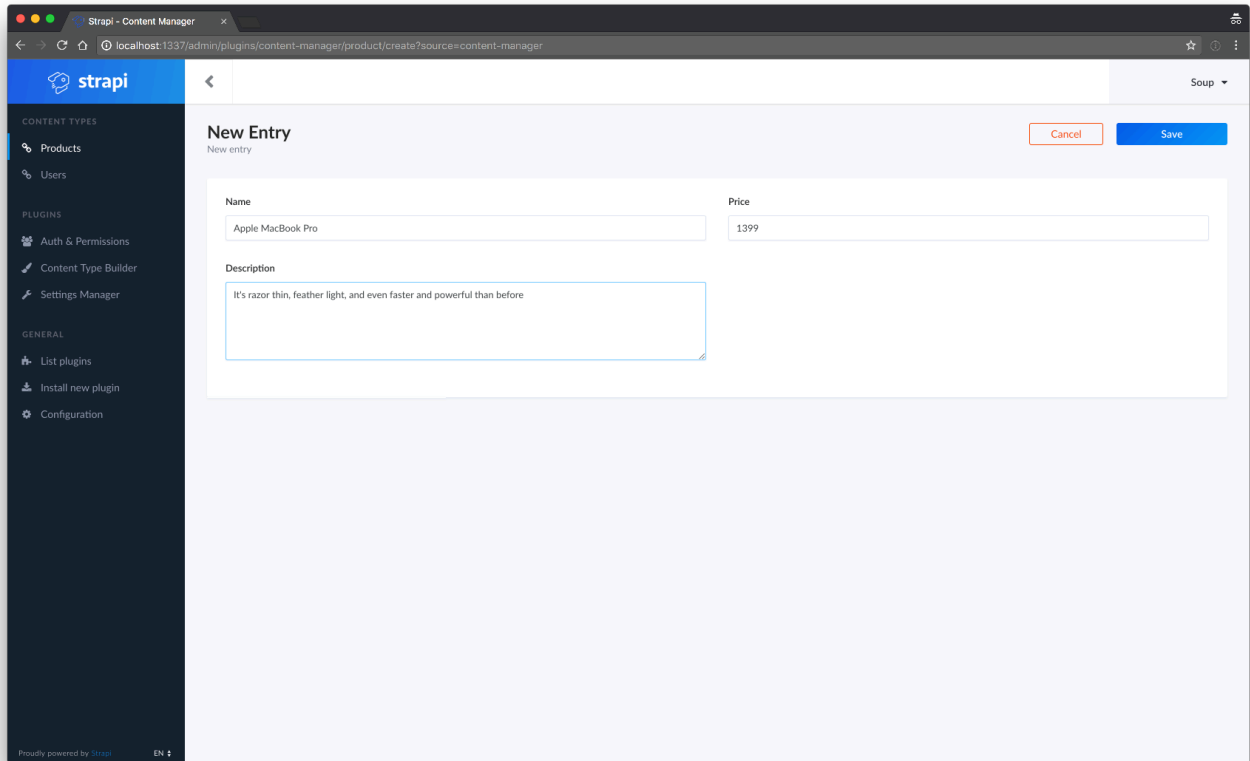 Strapi - Content Manager
localhost:1337/admin/plugins/content-manager/product/create?source=content-manager
strapi
Soup
CONTENT TYPES
Products
Users
PLUGINS
Auth & Permissions
Content Type Builder
Settings Manager
GENERAL
List plugins
Install new plugin
Configuration
Proudly powered by Strapi
EN
New Entry
New entry
Cancel
Save
Name
Price
Apple MacBook Pro
1399
Description
It's razor thin, feather light, and even faster and powerful than before